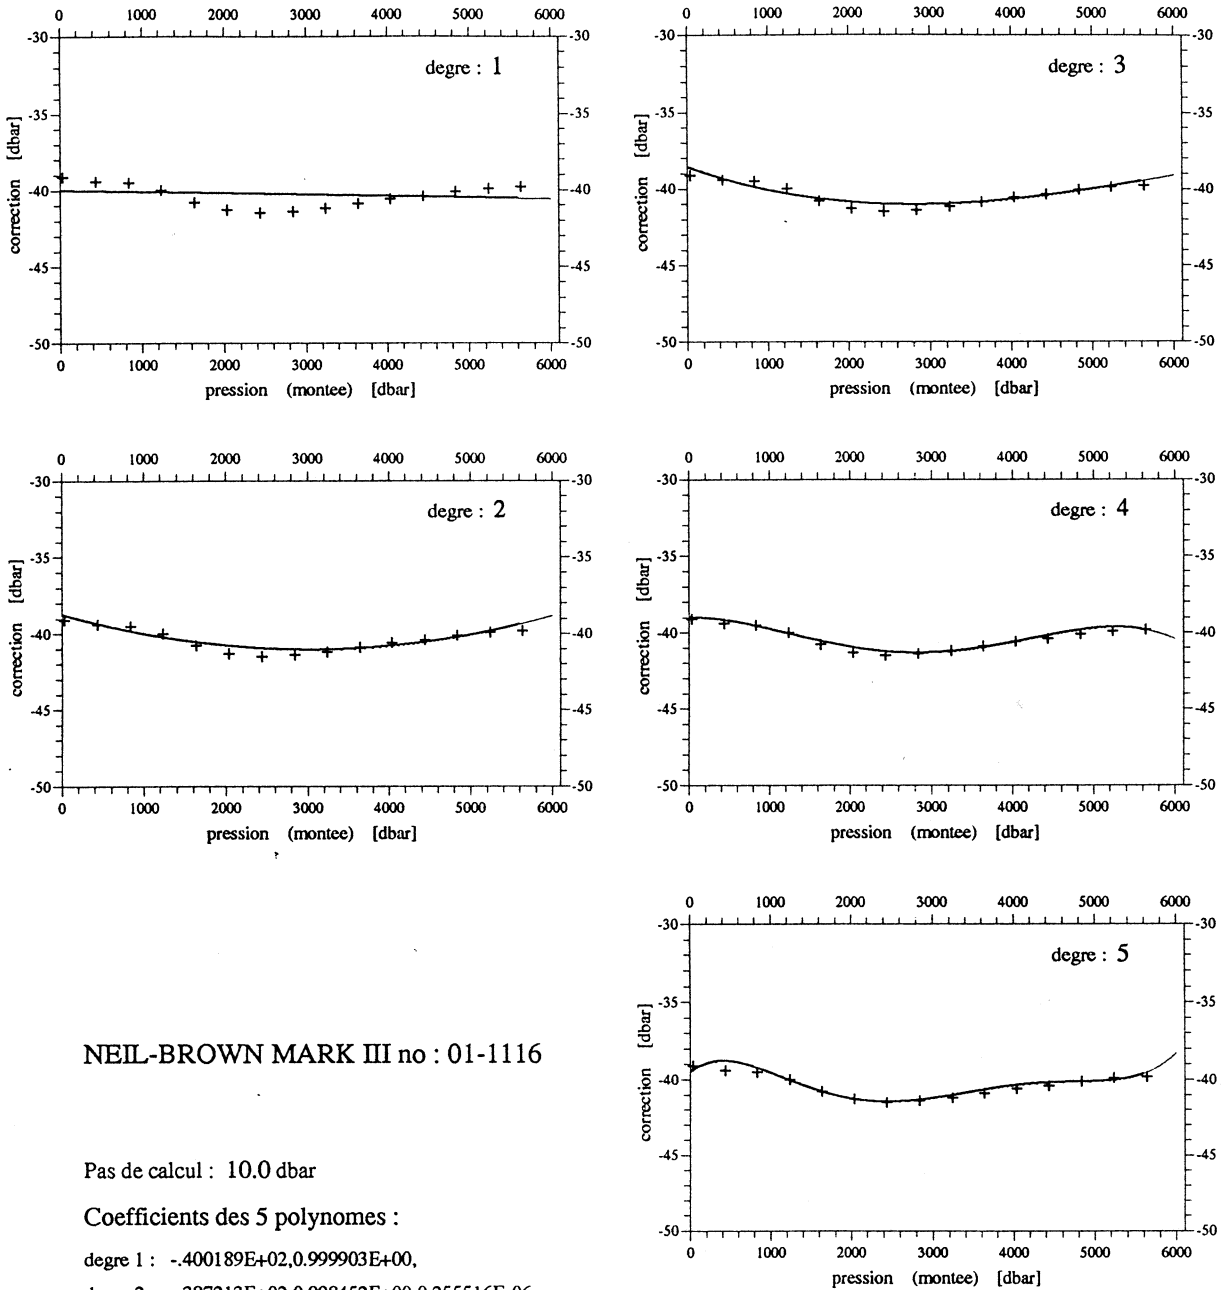 0 1000 2000 3000 4000 5000 6000
-30 -30
degre : 1
-35 -35
correction [dbar]
-40 -40
-45 -45
-50 -50
0 1000 2000 3000 4000 5000 6000
pression (montee) [dbar]
0 1000 2000 3000 4000 5000 6000
-30 -30
degre : 3
-35 -35
correction [dbar]
-40 -40
-45 -45
-50 -50
0 1000 2000 3000 4000 5000 6000
pression (montee) [dbar]
0 1000 2000 3000 4000 5000 6000
-30 -30
degre : 2
-35 -35
correction [dbar]
-40 -40
-45 -45
-50 -50
0 1000 2000 3000 4000 5000 6000
pression (montee) [dbar]
0 1000 2000 3000 4000 5000 6000
-30 -30
degre : 4
-35 -35
correction [dbar]
-40 -40
-45 -45
-50 -50
0 1000 2000 3000 4000 5000 6000
pression (montee) [dbar]
0 1000 2000 3000 4000 5000 6000
-30 -30
degre : 5
-35 -35
correction [dbar]
-40 -40
-45 -45
-50 -50
0 1000 2000 3000 4000 5000 6000
pression (montee) [dbar]
NEIL-BROWN MARK III no : 01-1116
Pas de calcul : 10.0 dbar
Coefficients des 5 polynomes :
degre 1 : -.400189E+02,0.999903E+00,